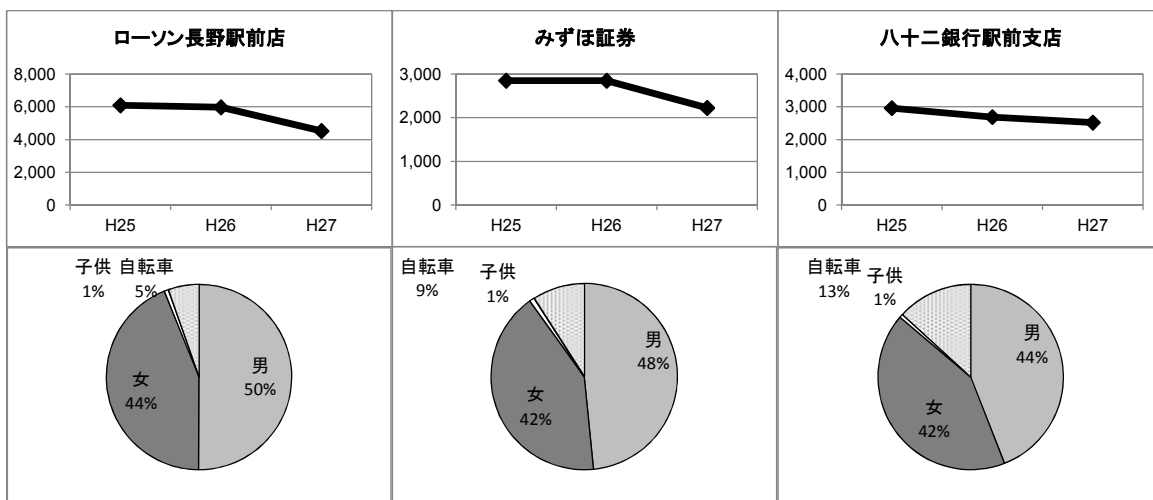 ローソン長野駅前店
8,000
6,000
4,000
2,000
0
H25 H26 H27
みずほ証券
3,000
2,000
1,000
0
H25 H26 H27
八十二銀行駅前支店
4,000
3,000
2,000
1,000
0
H25 H26 H27
子供 自転車
1% 5%
男
50%
女
44%
自転車 子供
9% 1%
男
48%
女
42%
自転車 子供
13% 1%
男
44%
女
42%